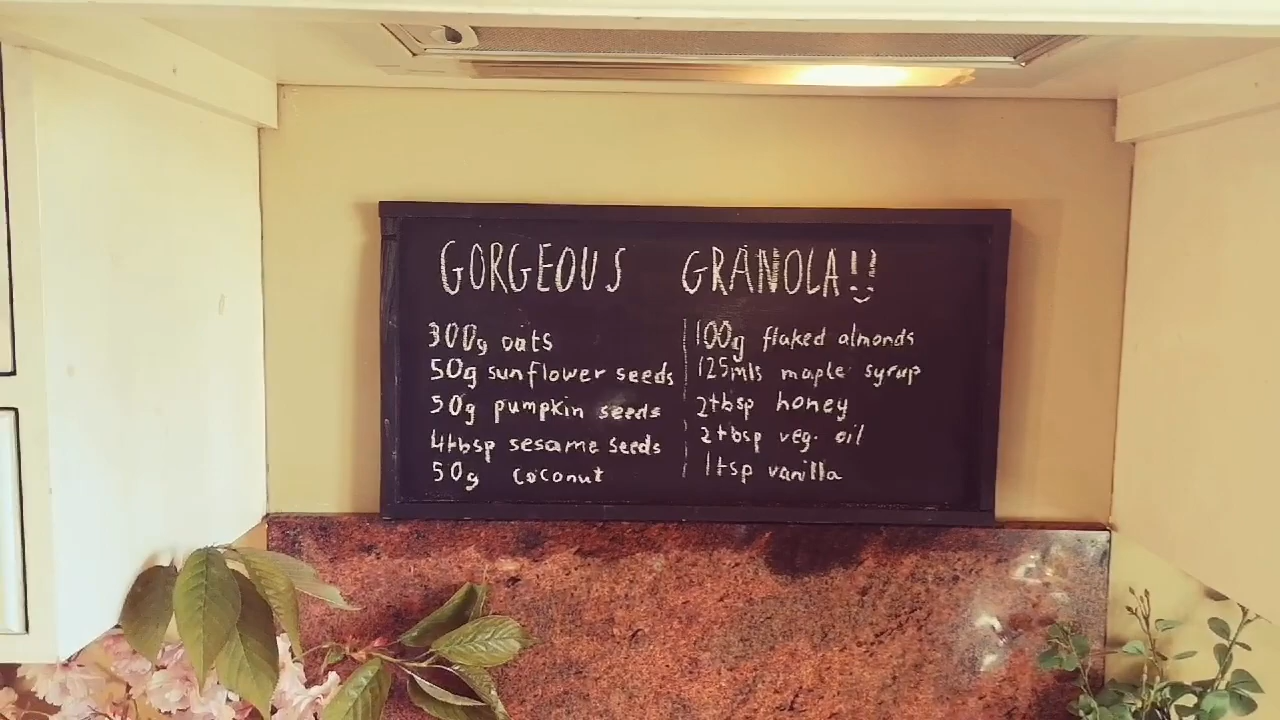 GORGEOUS GRANOLA!!
300g oats
50g sunflower seeds
50g pumpkin seeds
4tbsp sesame seeds
50g coconut
100g flaked almonds
125mls maple syrup
2tbsp honey
2tbsp veg. oil
1tsp vanilla